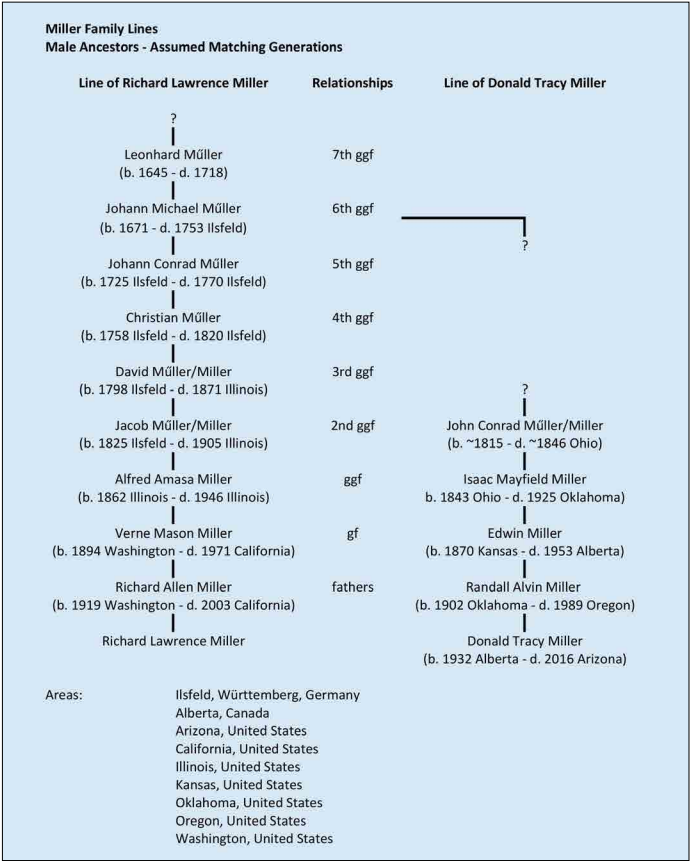 Miller Family Lines
Male Ancestors - Assumed Matching Generations
Line of Richard Lawrence Miller Relationships Line of Donald Tracy Miller
?
Leonhard Műller 7th ggf
(b. 1645 - d. 1718)
Johann Michael Műller 6th ggf
(b. 1671 - d. 1753 Ilsfeld)
?
Johann Conrad Műller 5th ggf
(b. 1725 Ilsfeld - d. 1770 Ilsfeld)
Christian Műller 4th ggf
(b. 1758 Ilsfeld - d. 1820 Ilsfeld)
David Műller/Miller 3rd ggf
(b. 1798 Ilsfeld - d. 1871 Illinois) ?
Jacob Műller/Miller 2nd ggf John Conrad Műller/Miller
(b. 1825 Ilsfeld - d. 1905 Illinois) (b. ~1815 - d. ~1846 Ohio)
Alfred Amasa Miller ggf Isaac Mayfield Miller
(b. 1862 Illinois - d. 1946 Illinois) b. 1843 Ohio - d. 1925 Oklahoma)
Verne Mason Miller gf Edwin Miller
(b. 1894 Washington - d. 1971 California) (b. 1870 Kansas - d. 1953 Alberta)
Richard Allen Miller fathers Randall Alvin Miller
(b. 1919 Washington - d. 2003 California) (b. 1902 Oklahoma - d. 1989 Oregon)
Richard Lawrence Miller Donald Tracy Miller
(b. 1932 Alberta - d. 2016 Arizona)
Areas: Ilsfeld, Württemberg, Germany
Alberta, Canada
Arizona, United States
California, United States
Illinois, United States
Kansas, United States
Oklahoma, United States
Oregon, United States
Washington, United States